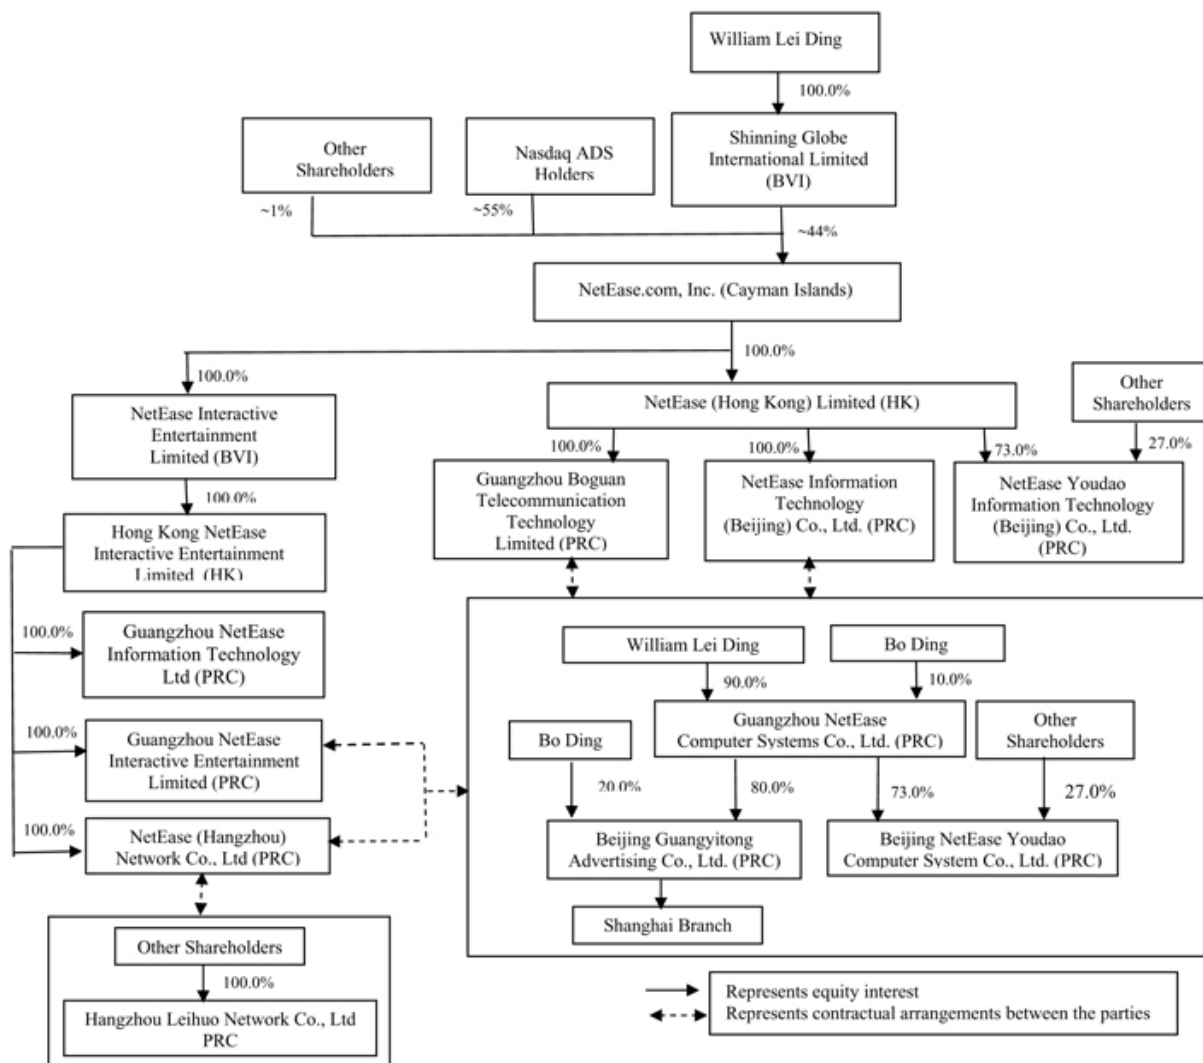 William Lei Ding
100.0%
Other
Shareholders
Nasdaq ADS
Holders
Shinning Globe
International Limited
(BVI)
~1%
~55%
~44%
NetEase.com, Inc. (Cayman Islands)
100.0%
100.0%
NetEase Interactive
Entertainment
Limited (BVI)
NetEase (Hong Kong) Limited (HK)
Other
Shareholders
100.0%
100.0%
73.0%
27.0%
100.0%
Guangzhou Boguan
Telecommunication
Technology
Limited (PRC)
NetEase Information
Technology
(Beijing) Co., Ltd. (PRC)
NetEase Youdao
Information Technology
(Beijing) Co., Ltd.
(PRC)
Hong Kong NetEase
Interactive Entertainment
Limited (HK)
100.0%
Guangzhou NetEase
Information Technology
Ltd (PRC)
William Lei Ding
Bo Ding
90.0%
10.0%
100.0%
Guangzhou NetEase
Interactive Entertainment
Limited (PRC)
Bo Ding
Guangzhou NetEase
Computer Systems Co., Ltd. (PRC)
Other
Shareholders
20.0%
80.0%
73.0%
27.0%
100.0%
NetEase (Hangzhou)
Network Co., Ltd (PRC)
Beijing Guangyitong
Advertising Co., Ltd. (PRC)
Beijing NetEase Youdao
Computer System Co., Ltd. (PRC)
Shanghai Branch
Other Shareholders
100.0%
Hangzhou Leihuo Network Co., Ltd
PRC
Represents equity interest
Represents contractual arrangements between the parties